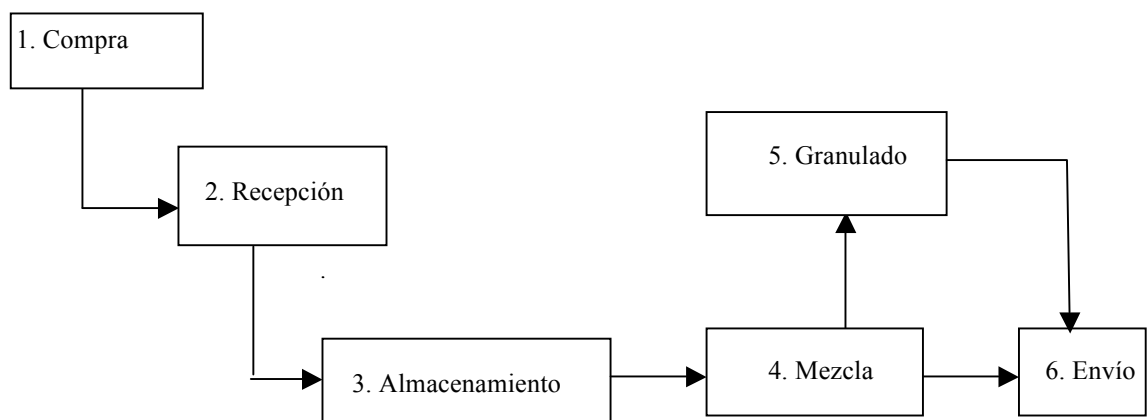 1. Compra
2. Recepción
3. Almacenamiento
4. Mezcla
5. Granulado
6. Envío